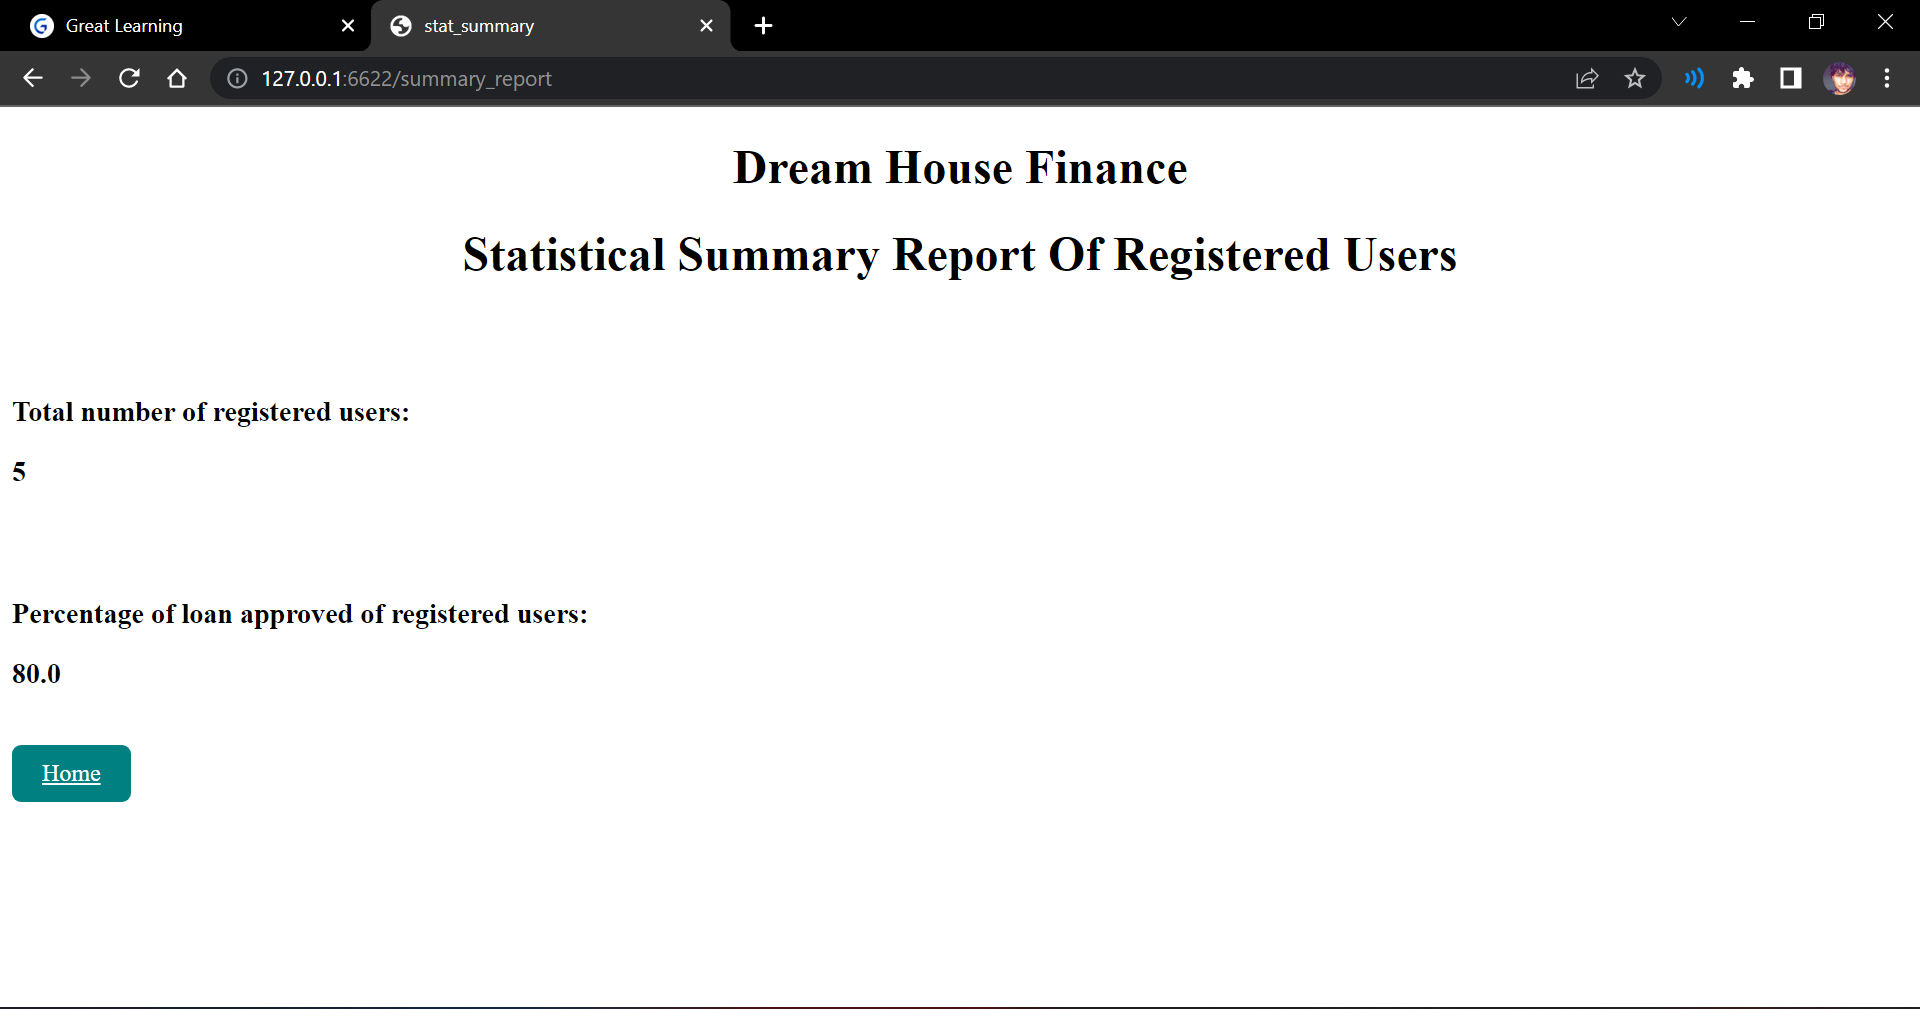 Great Learning
stat_summary
127.0.0.1:6622/summary_report
Dream House Finance
Statistical Summary Report Of Registered Users
Total number of registered users:
5
Percentage of loan approved of registered users:
80.0
Home